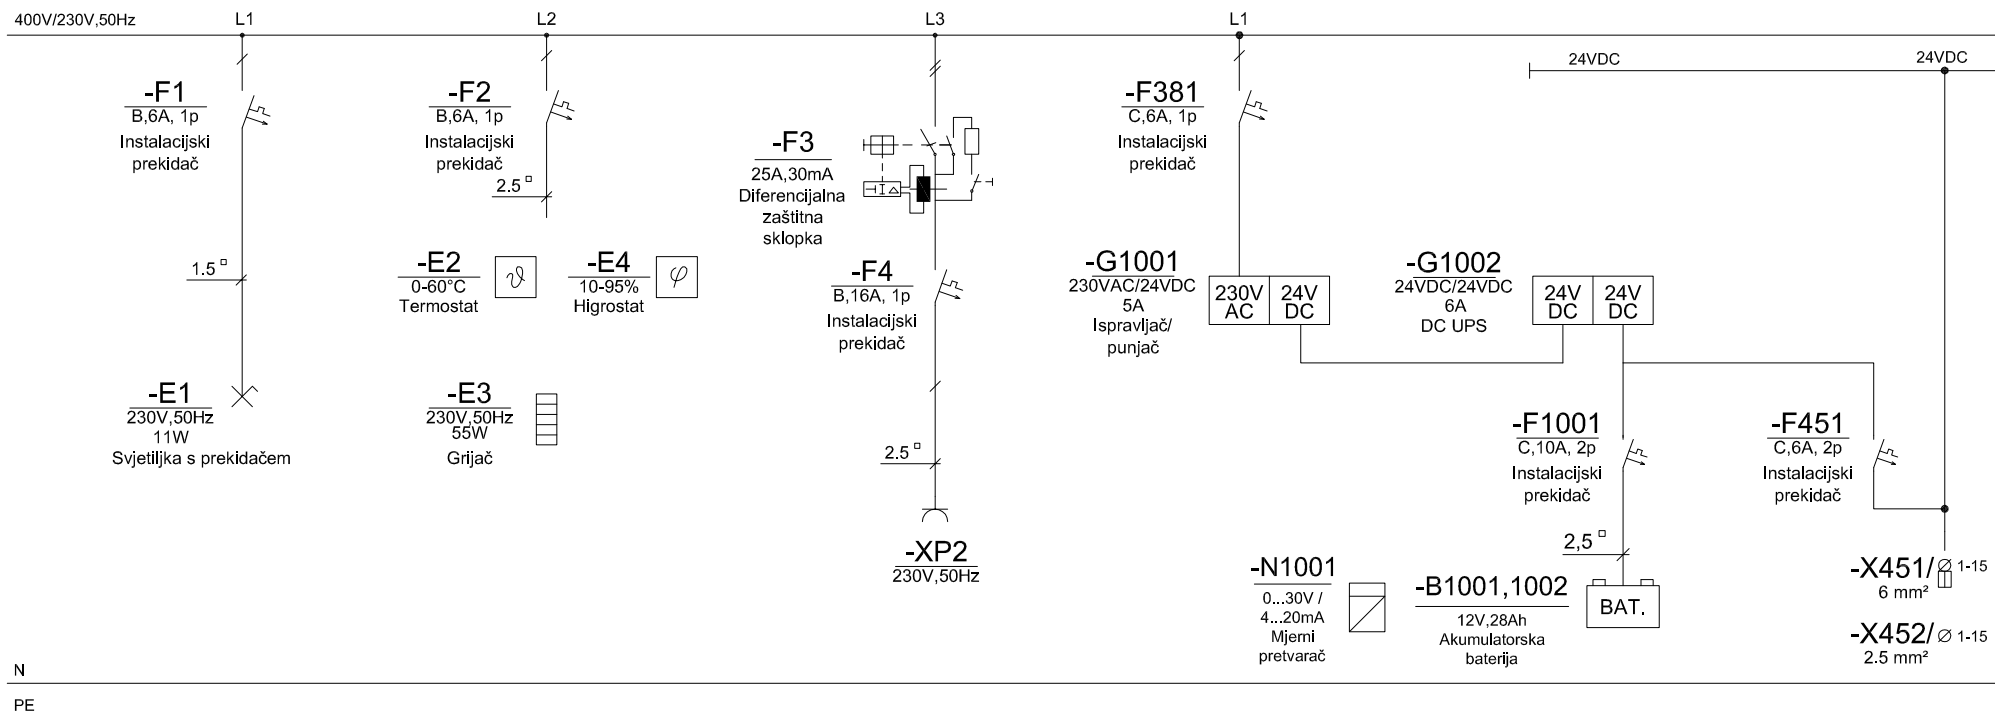 400V/230V,50Hz
L1
L2
L3
L1
24VDC
24VDC
-F1
B,6A, 1p
Instalacijski
prekidač
1.5
-E1
230V,50Hz
11W
Svjetiljka s prekidačem
-F2
B,6A, 1p
Instalacijski
prekidač
2.5
-E2
0-60°C
Termostat
ϑ
-E4
10-95%
Higrostat
φ
-E3
230V,50Hz
55W
Grijač
-F3
25A,30mA
Diferencijalna
zaštitna
sklopka
-F4
B,16A, 1p
Instalacijski
prekidač
2.5
-XP2
230V,50Hz
-F381
C,6A, 1p
Instalacijski
prekidač
-G1001
230VAC/24VDC
5A
Ispravljač/
punjač
230V
AC
24V
DC
-G1002
24VDC/24VDC
6A
DC UPS
24V
DC
24V
DC
-F1001
C,10A, 2p
Instalacijski
prekidač
2,5
-F451
C,6A, 2p
Instalacijski
prekidač
-N1001
0...30V /
4...20mA
Mjerni
pretvarač
-B1001,1002
12V,28Ah
Akumulatorska
baterija
BAT.
-X451/ ∅ 1-15
6 mm²
-X452/ ∅ 1-15
2.5 mm²
N
PE